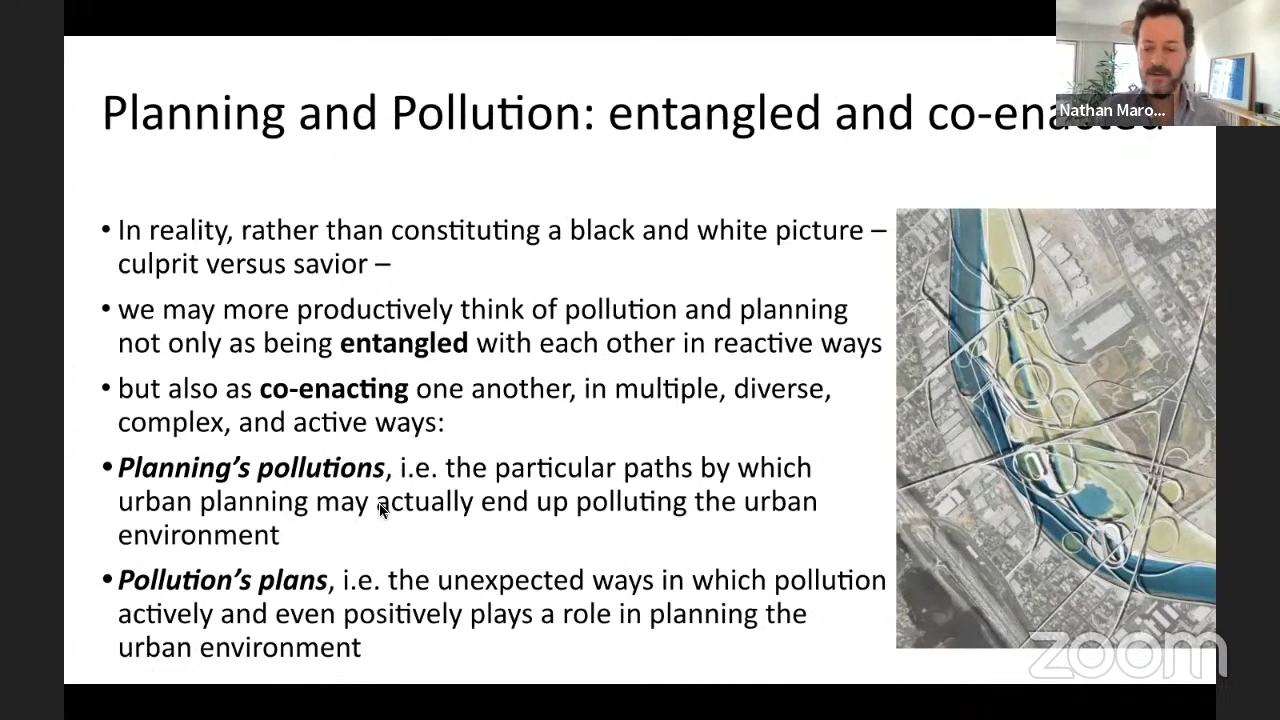 Planning and Pollution: entangled and co-enacted
Nathan Maro...
• In reality, rather than constituting a black and white picture –
culprit versus savior –
• we may more productively think of pollution and planning
not only as being entangled with each other in reactive ways
• but also as co-enacting one another, in multiple, diverse,
complex, and active ways:
• Planning’s pollutions, i.e. the particular paths by which
urban planning may actually end up polluting the urban
environment
• Pollution’s plans, i.e. the unexpected ways in which pollution
actively and even positively plays a role in planning the
urban environment
zoom